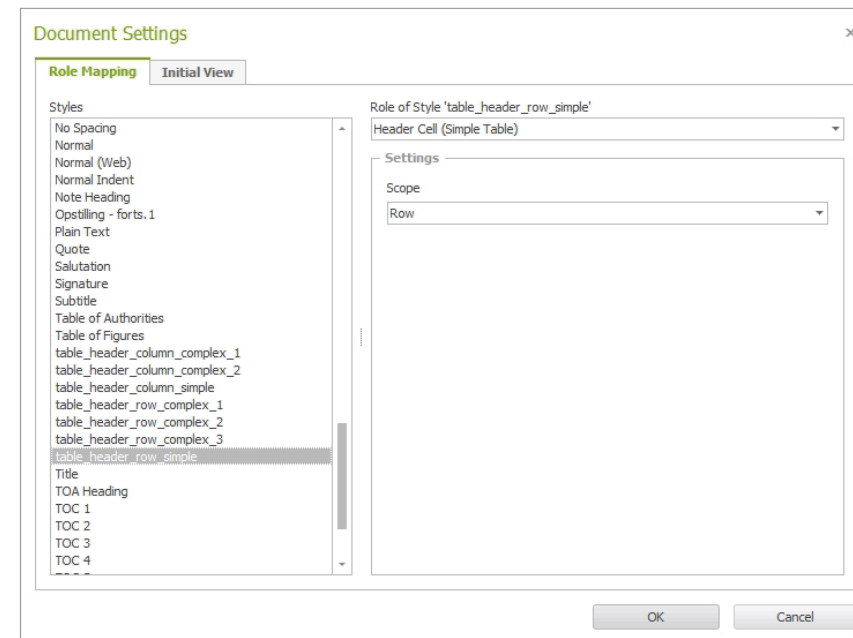 Document Settings
Role Mapping
Initial View
Styles
No Spacing
Normal
Normal (Web)
Normal Indent
Note Heading
Opstilling - forts.1
Plain Text
Quote
Salutation
Signature
Subtitle
Table of Authorities
Table of Figures
table_header_column_complex_1
table_header_column_complex_2
table_header_column_simple
table_header_row_complex_1
table_header_row_complex_2
table_header_row_complex_3
table_header_row_simple
Title
TOA Heading
TOC 1
TOC 2
TOC 3
TOC 4
Role of Style 'table_header_row_simple'
Header Cell (Simple Table)
Settings
Scope
Row
OK
Cancel